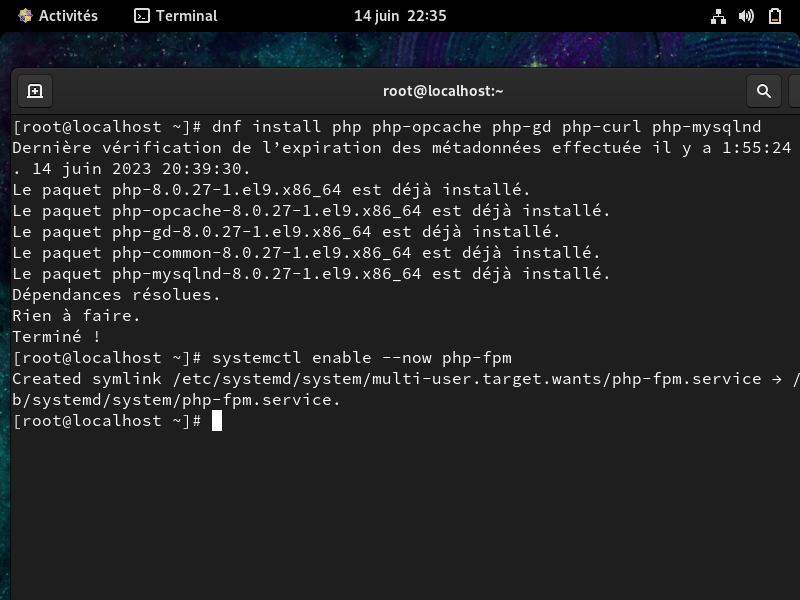 Activités Terminal 14 juin 22:35
root@localhost:~
[root@localhost ~]# dnf install php php-opcache php-gd php-curl php-mysqlnd
Dernière vérification de l’expiration des métadonnées effectuée il y a 1:55:24
. 14 juin 2023 20:39:30.
Le paquet php-8.0.27-1.el9.x86_64 est déjà installé.
Le paquet php-opcache-8.0.27-1.el9.x86_64 est déjà installé.
Le paquet php-gd-8.0.27-1.el9.x86_64 est déjà installé.
Le paquet php-common-8.0.27-1.el9.x86_64 est déjà installé.
Le paquet php-mysqlnd-8.0.27-1.el9.x86_64 est déjà installé.
Dépendances résolues.
Rien à faire.
Terminé !
[root@localhost ~]# systemctl enable --now php-fpm
Created symlink /etc/systemd/system/multi-user.target.wants/php-fpm.service → /
b/systemd/system/php-fpm.service.
[root@localhost ~]#